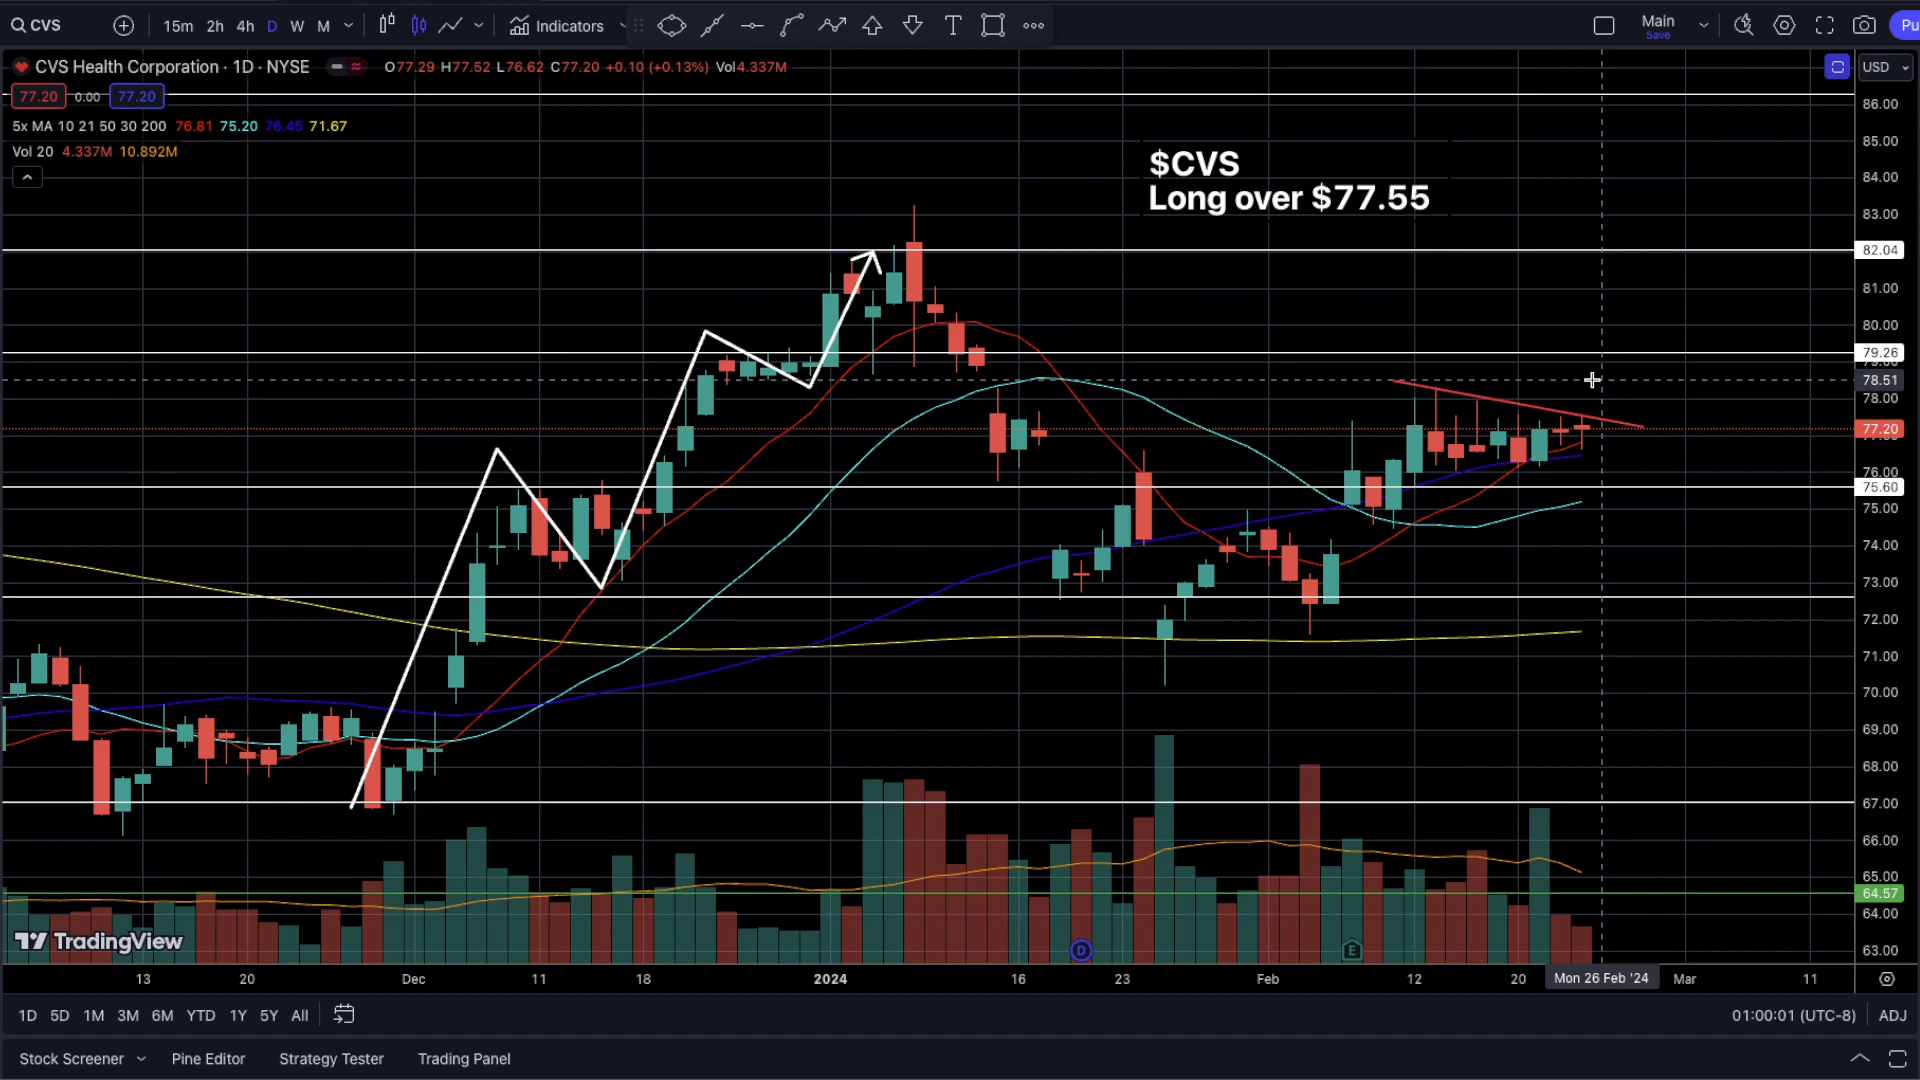 CVS 15m 2h 4h D W M Indicators Main Save Pu
CVS Health Corporation · 1D · NYSE O77.29 H77.52 L76.62 C77.20 +0.10 (+0.13%) Vol4.337M USD
77.20 0.00 77.20
5x MA 10 21 50 30 200 76.81 75.20 76.45 71.67
Vol 20 4.337M 10.892M
$CVS
Long over $77.55
86.00
85.00
84.00
83.00
82.04
81.00
80.00
79.26
78.51
78.00
77.20
76.00
75.60
75.00
74.00
73.00
72.00
71.00
70.00
69.00
68.00
67.00
66.00
65.00
64.57
64.00
63.00
D E
TradingView
13 20 Dec 11 18 2024 16 23 Feb 12 20 Mon 26 Feb '24 Mar 11
1D 5D 1M 3M 6M YTD 1Y 5Y All 01:00:01 (UTC-8) ADJ
Stock Screener Pine Editor Strategy Tester Trading Panel